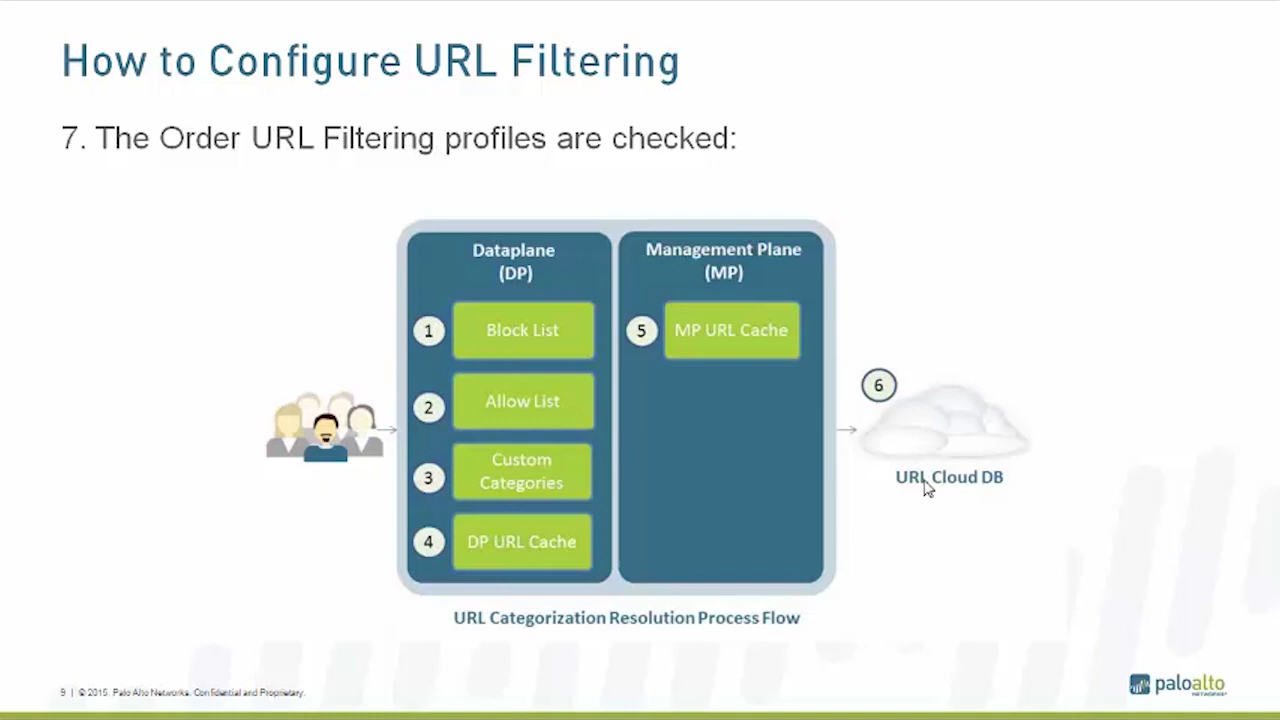 How to Configure URL Filtering
7. The Order URL Filtering profiles are checked:
Dataplane
(DP)
1
Block List
2
Allow List
3
Custom
Categories
4
DP URL Cache
Management Plane
(MP)
5
MP URL Cache
6
URL Cloud DB
URL Categorization Resolution Process Flow
9 | © 2015. Palo Alto Networks. Confidential and Proprietary.
paloalto
NETWORKS